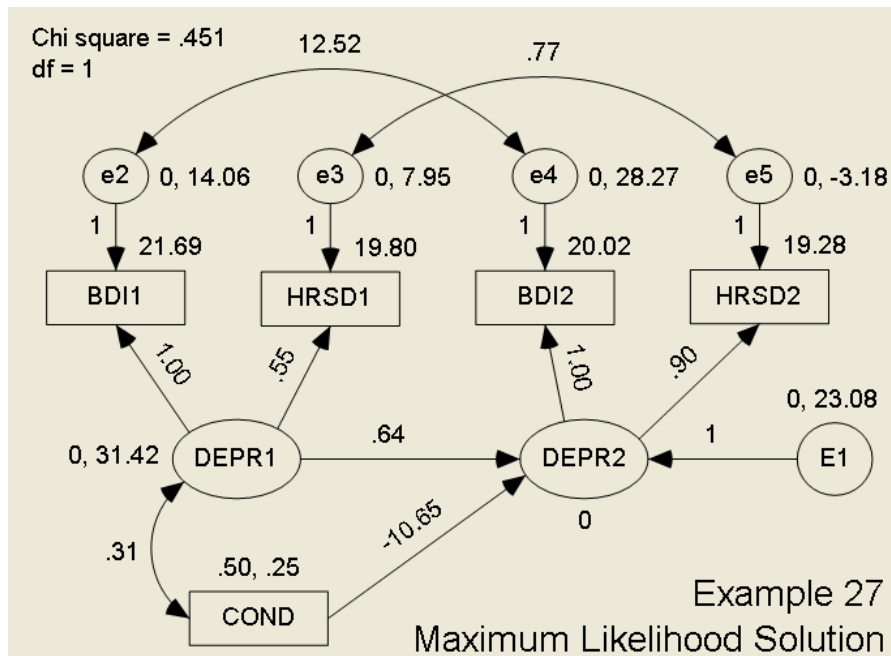 Chi square = .451
df = 1
12.52
.77
e2
0, 14.06
e3
0, 7.95
e4
0, 28.27
e5
0, -3.18
1
21.69
1
19.80
1
20.02
1
19.28
BDI1
HRSD1
BDI2
HRSD2
1.00
.55
1.00
.90
0, 23.08
0, 31.42
DEPR1
.64
DEPR2
1
E1
0
-10.65
.31
.50, .25
COND
Example 27
Maximum Likelihood Solution